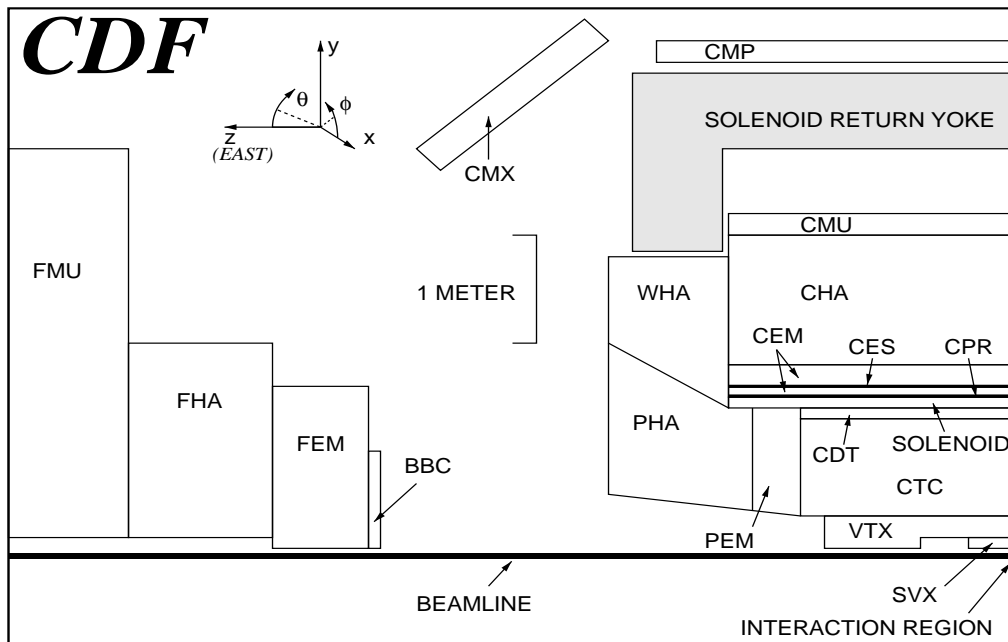 CDF
y
θ
ϕ
z
x
(EAST)
CMP
SOLENOID RETURN YOKE
CMX
CMU
FMU
1 METER
WHA
CHA
CEM
CES
CPR
FHA
PHA
FEM
BBC
CDT
SOLENOID
CTC
PEM
VTX
SVX
BEAMLINE
INTERACTION REGION